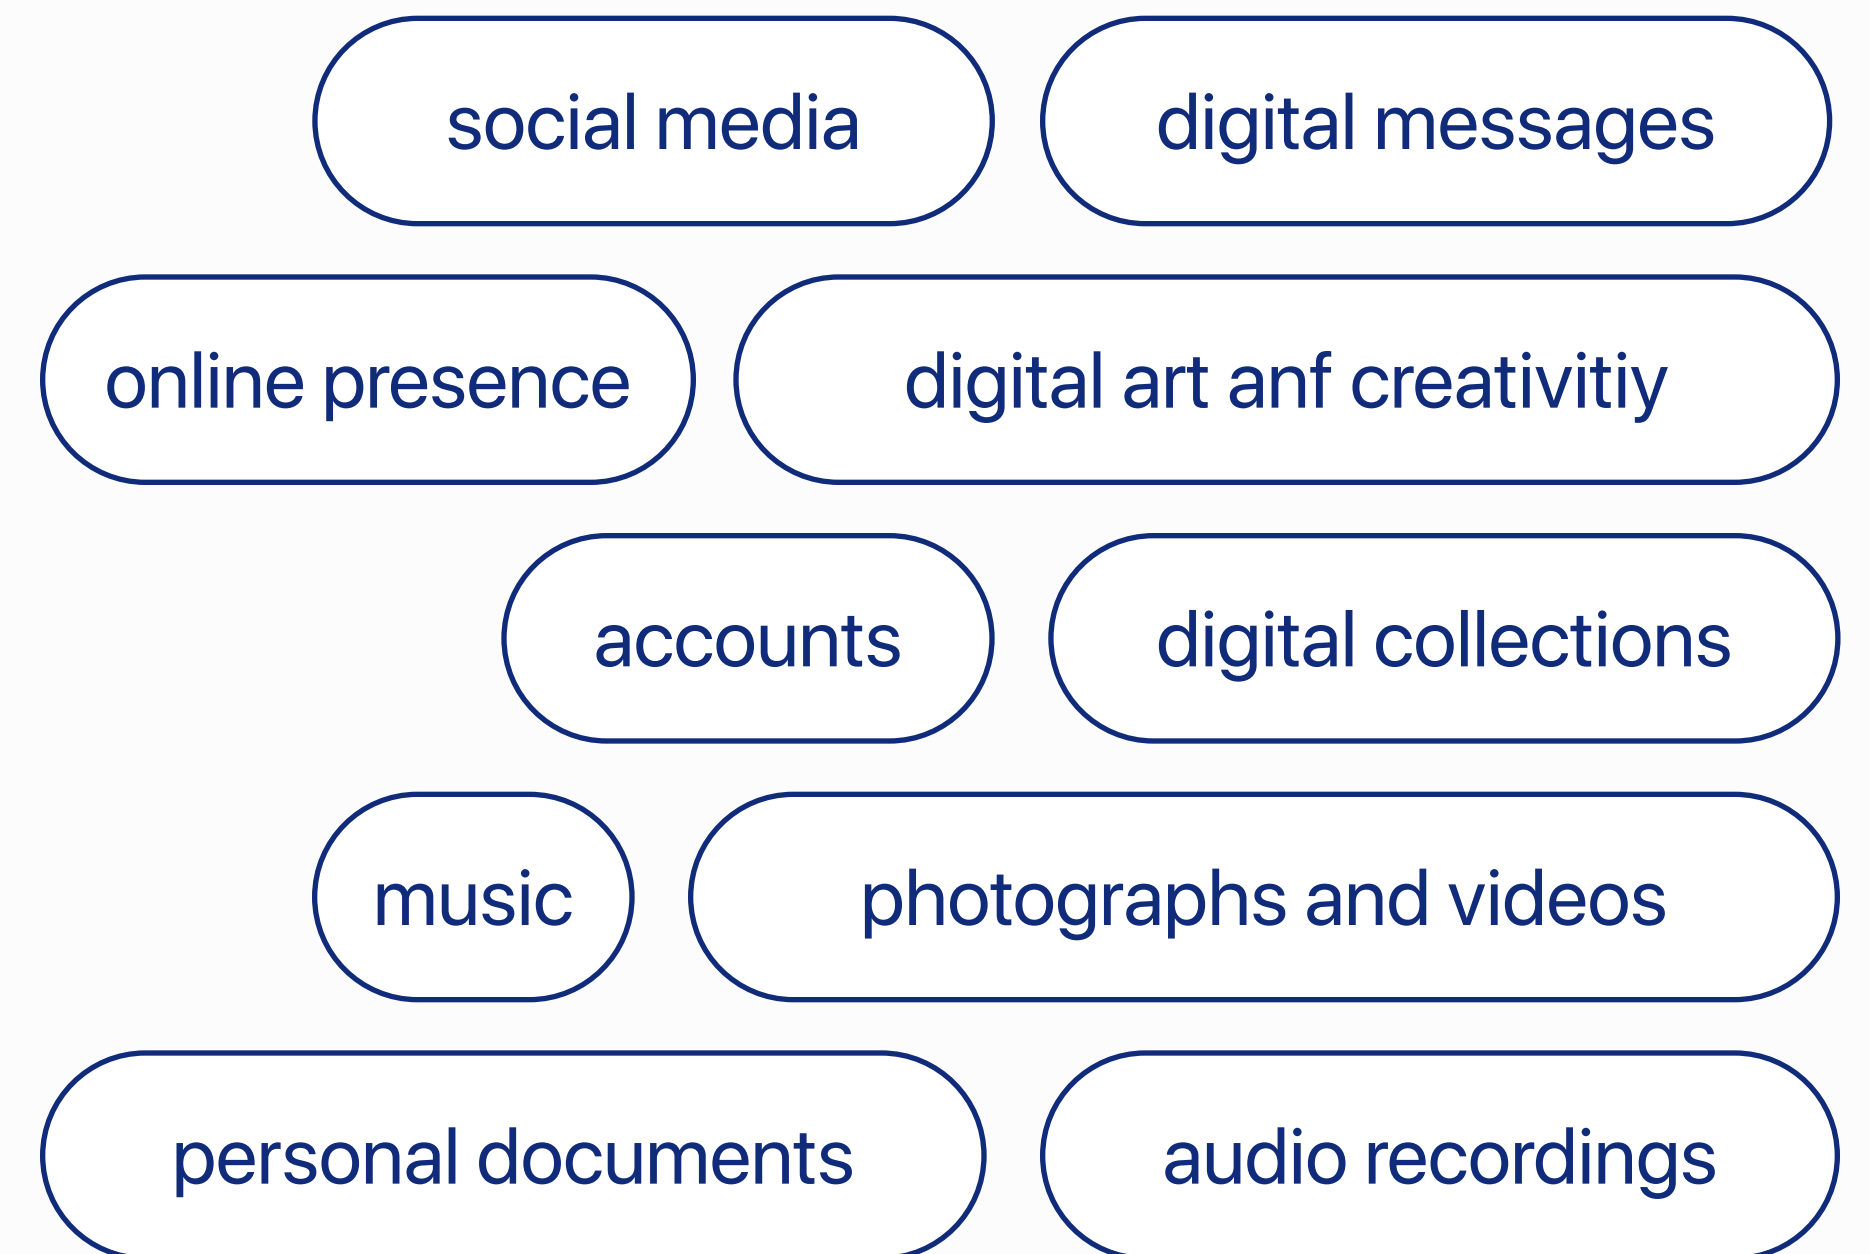 social media
digital messages
online presence
digital art anf creativitiy
accounts
digital collections
music
photographs and videos
personal documents
audio recordings